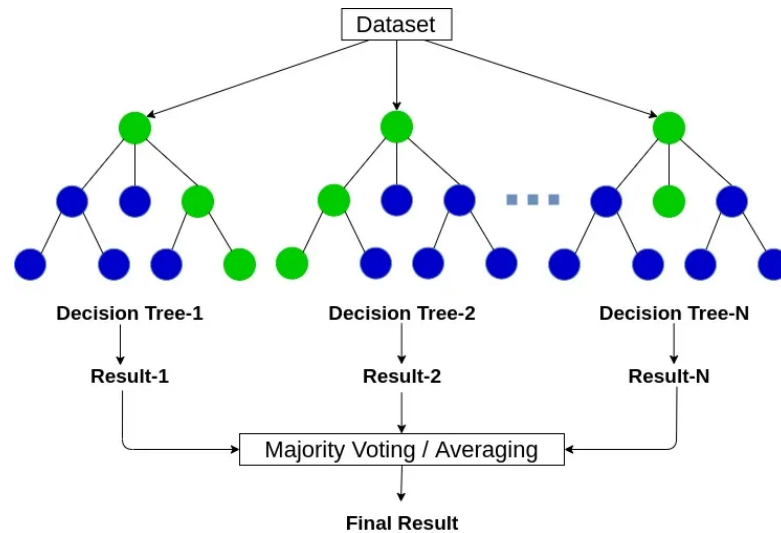 Dataset
Decision Tree-1
Decision Tree-2
Decision Tree-N
Result-1
Result-2
Result-N
Majority Voting / Averaging
Final Result